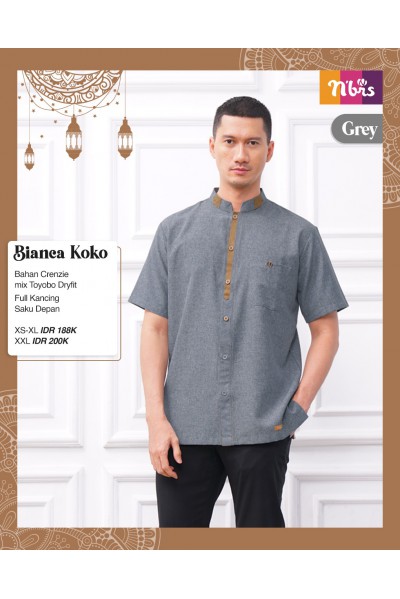 N'brs
Grey
Bianca Koko
Bahan Crenzie
mix Toyobo Dryfit
Full Kancing
Saku Depan
XS-XL IDR 188K
XXL IDR 200K